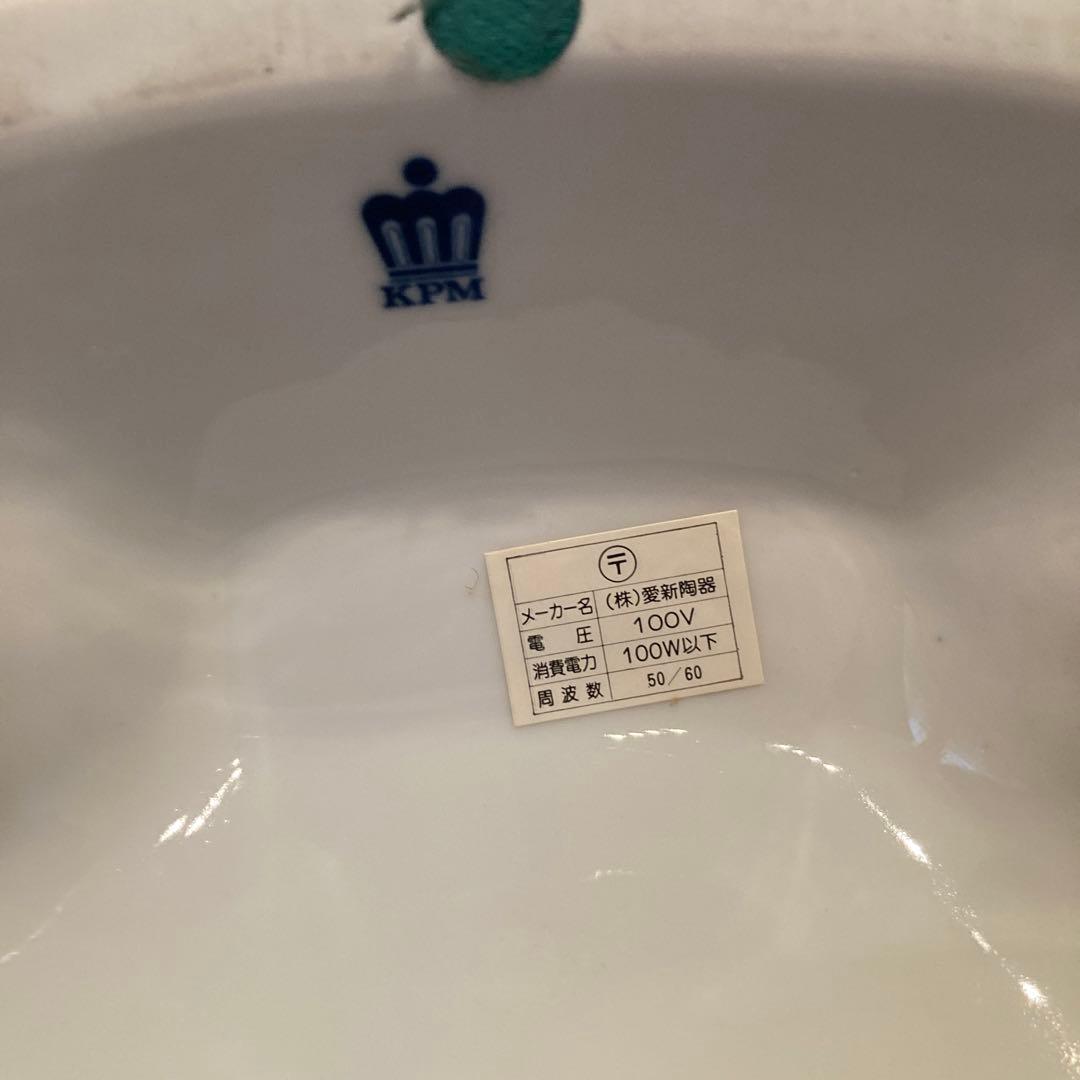 KPM
〒
メーカー名 (株)愛新陶器
電圧 100V
消費電力 100W以下
周波数 50/60